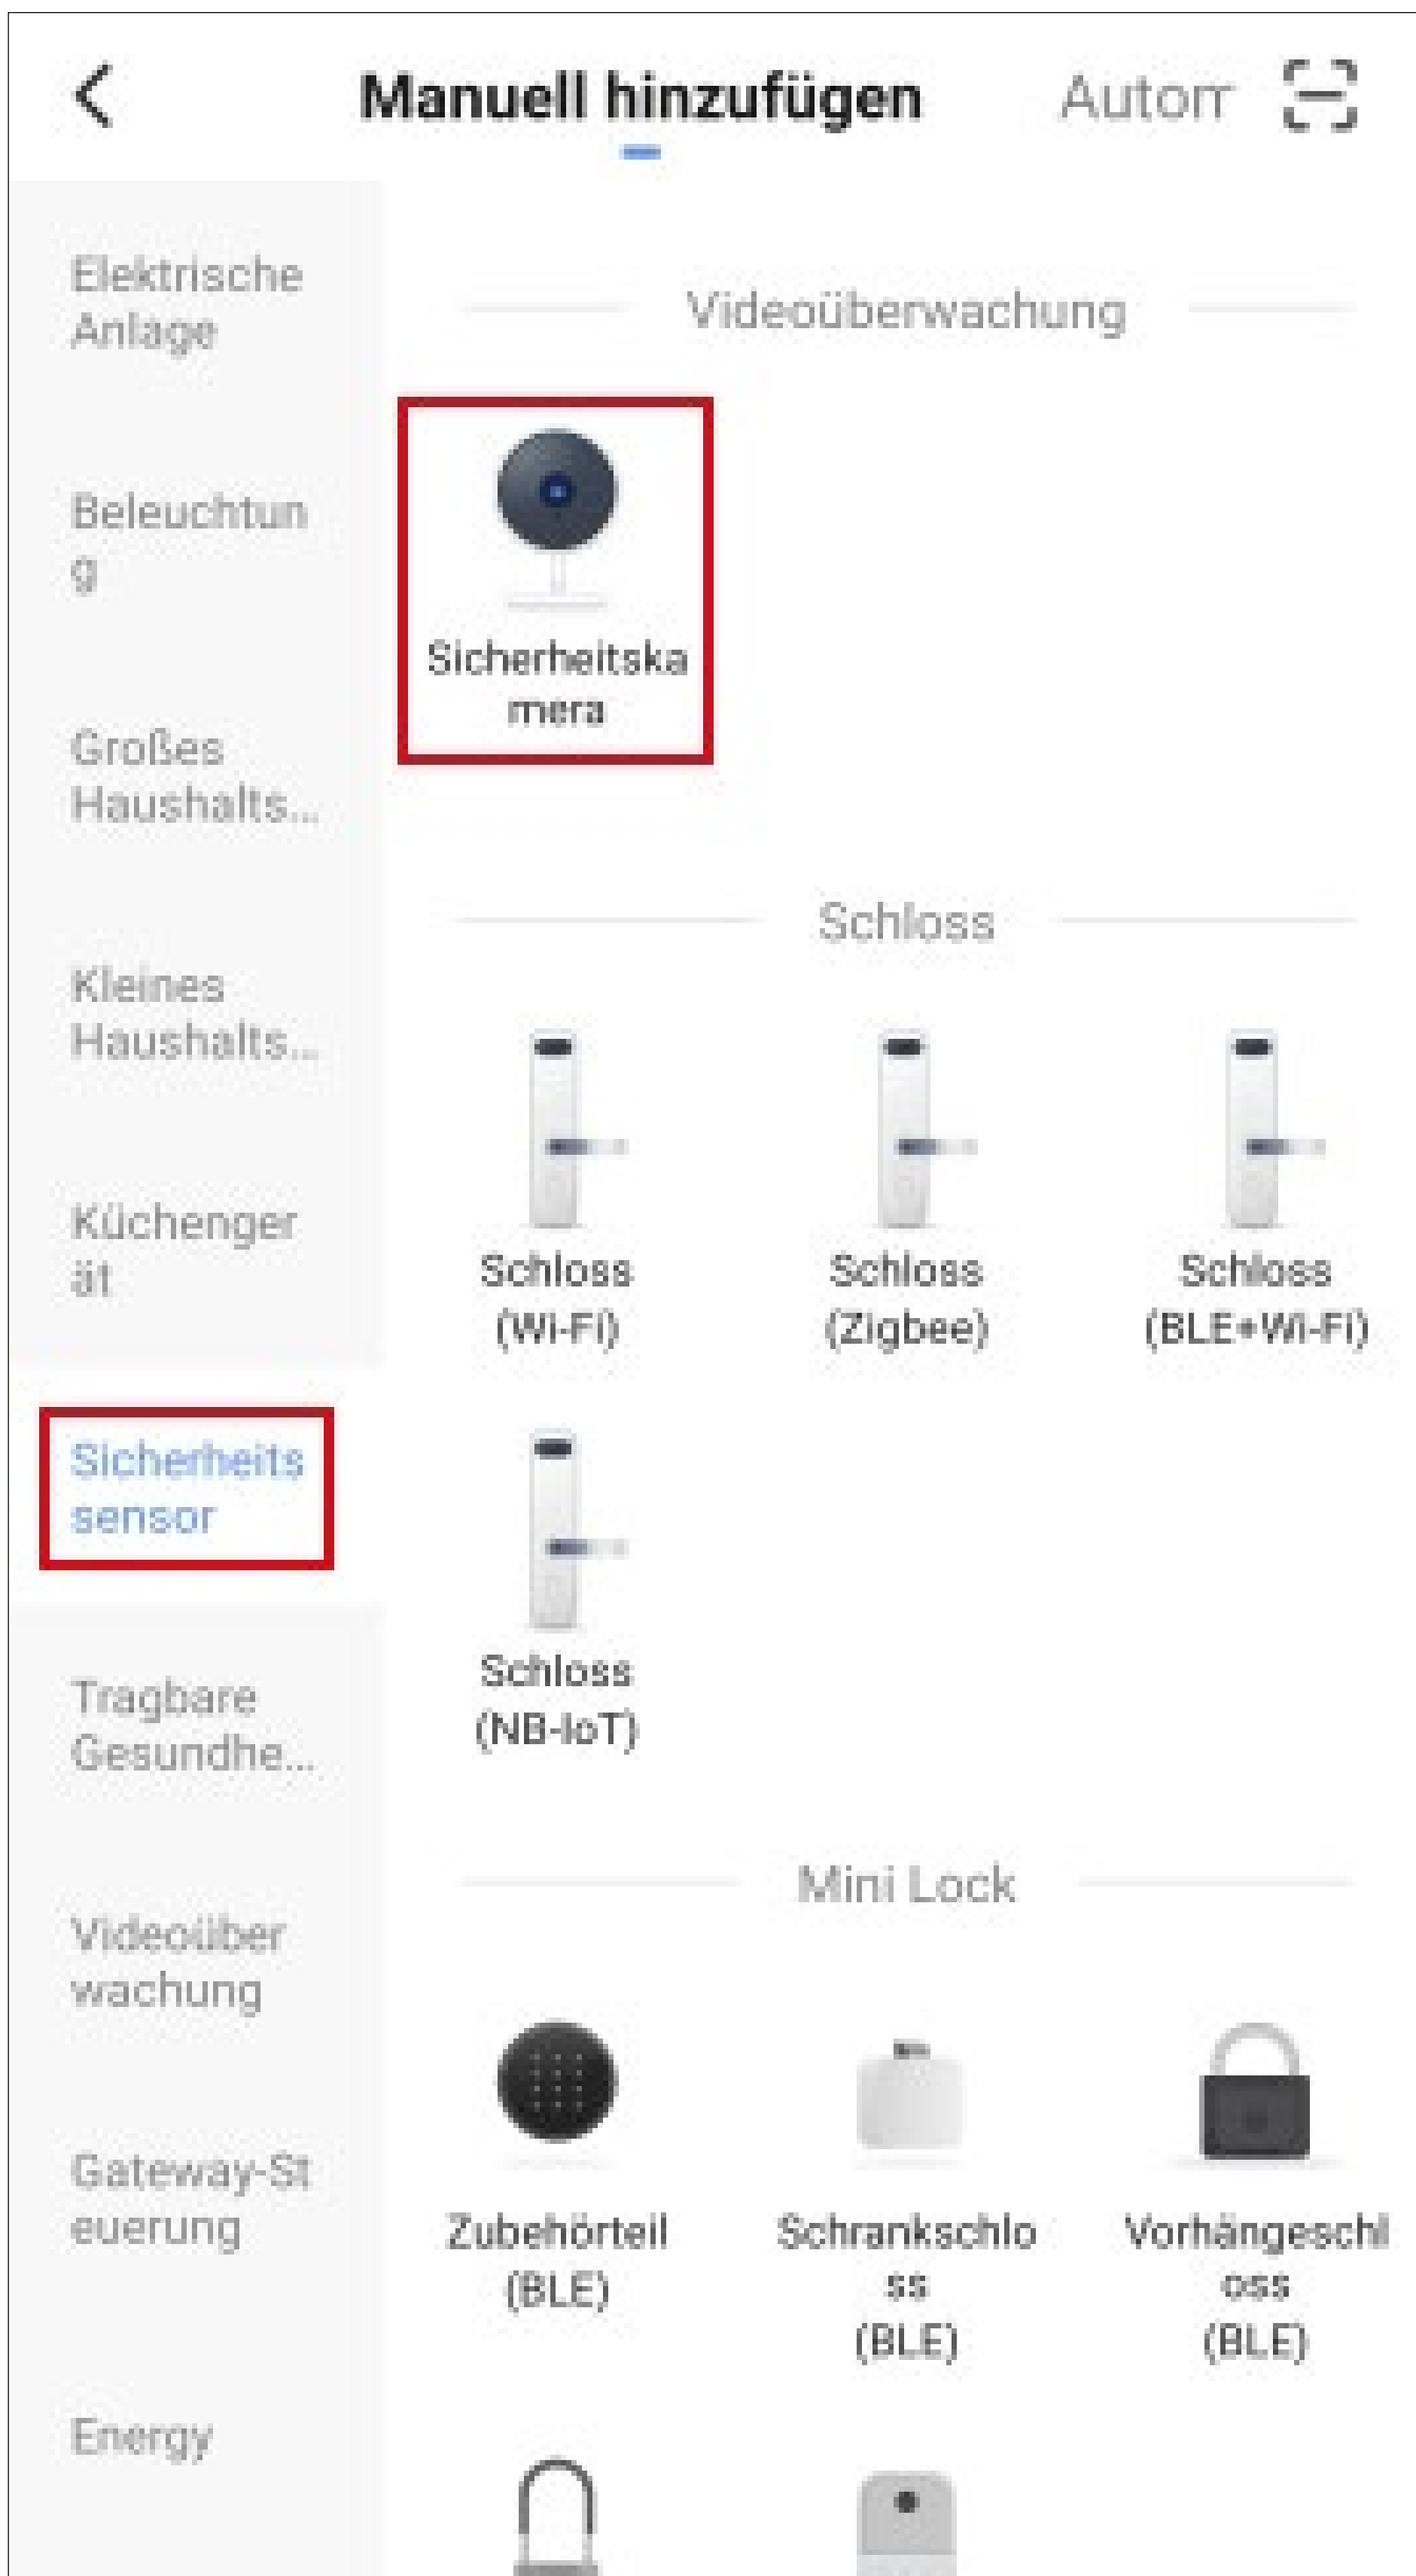 Manuell hinzufügen
Autorr
Elektrische
Anlage
Beleuchtun
g
Großes
Haushalts...
Kleines
Haushalts...
Küchenger
ät
Sicherheits
sensor
Tragbare
Gesundhe...
Videoüber
wachung
Gateway-St
euerung
Energy
Videoüberwachung
Sicherheitska
mera
Schloss
Schloss
(Wi-Fi)
Schloss
(Zigbee)
Schloss
(BLE+Wi-Fi)
Schloss
(NB-IoT)
Mini Lock
Zubehörteil
(BLE)
Schrankschlo
ss
(BLE)
Vorhängeschl
oss
(BLE)